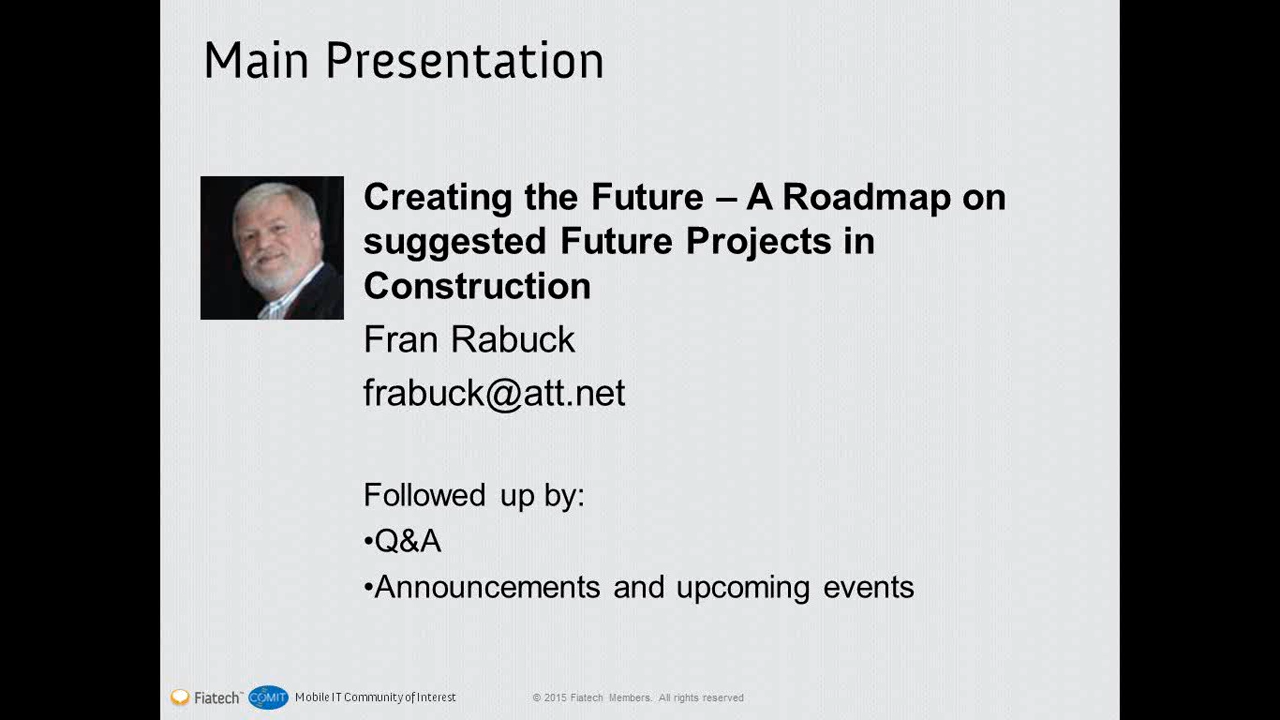 Main Presentation
Creating the Future – A Roadmap on
suggested Future Projects in
Construction
Fran Rabuck
frabuck@att.net
Followed up by:
•Q&A
•Announcements and upcoming events
Fiatech™ COMIT Mobile IT Community of Interest © 2015 Fiatech Members. All rights reserved